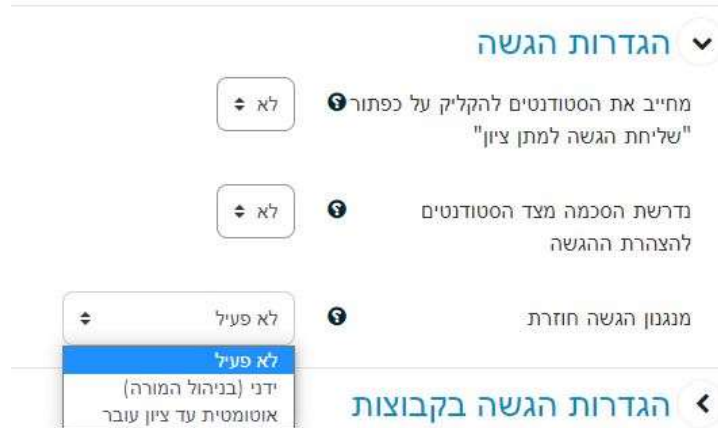 הגדרות הגשה
מחייב את הסטודנטים להקליק על כפתור
"שליחת הגשה למתן ציון"
לא
נדרשת הסכמה מצד הסטודנטים
להצהרת ההגשה
לא
מנגנון הגשה חוזרת
לא פעיל
לא פעיל
ידני (בניהול המורה)
אוטומטית עד ציון עובר
הגדרות הגשה בקבוצות